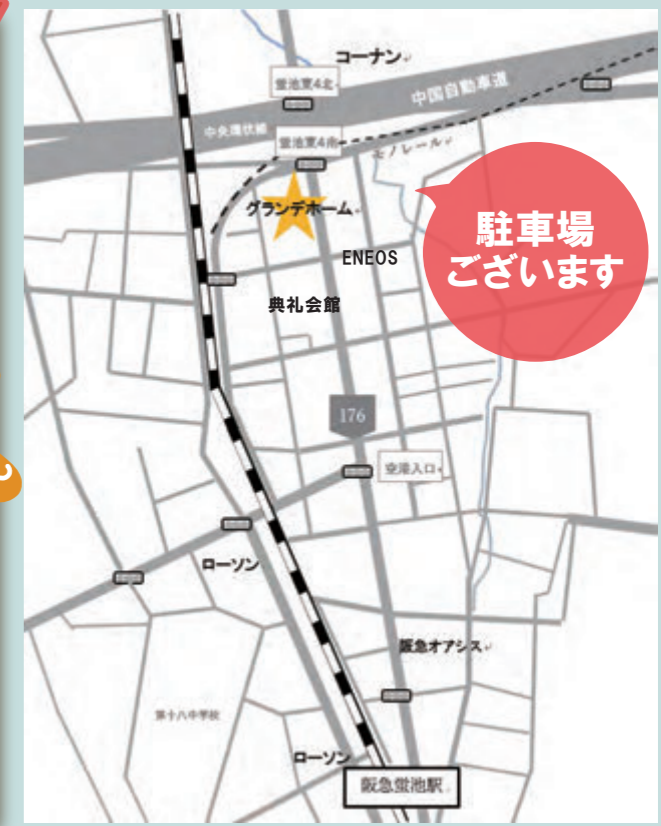 コーナン
蛍池東4北
中国自動車道
中央環状線
蛍池東4南
モノレール
グランデホーム
駐車場
ございます
ENEOS
典礼会館
176
空港入口
ローソン
阪急オアシス
第十八中学校
ローソン
阪急蛍池駅